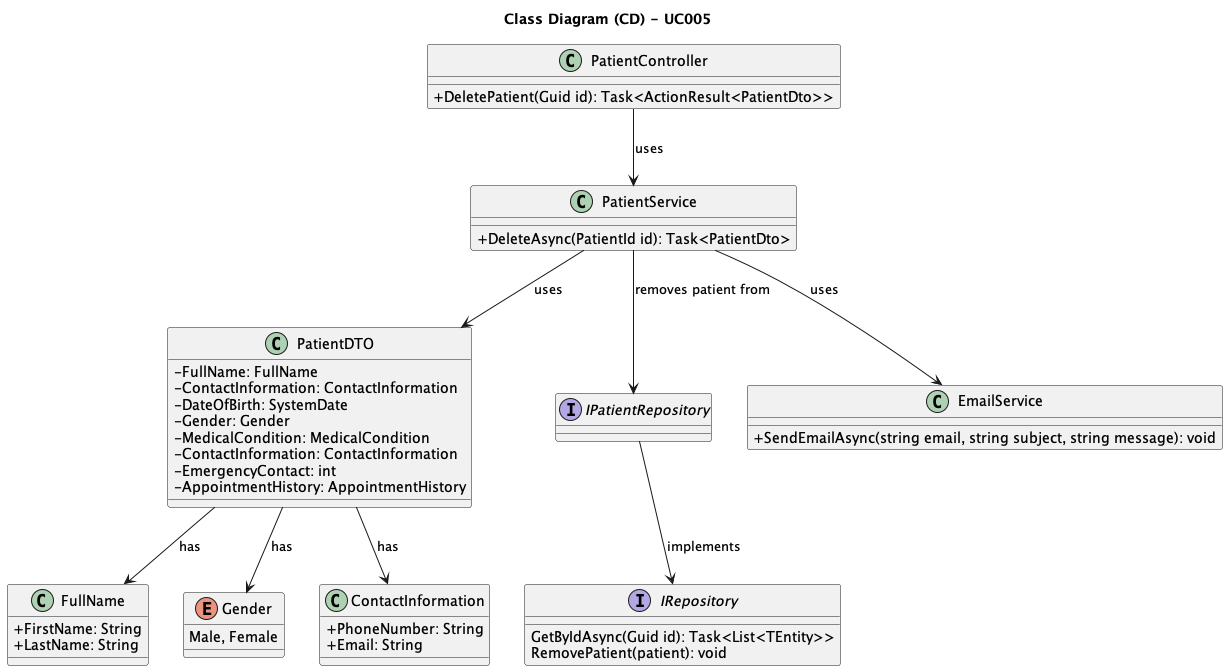 Class Diagram (CD) - UC005
C PatientController
+DeletePatient(Guid id): Task<ActionResult<PatientDto>>
uses
C PatientService
+DeleteAsync(PatientId id): Task<PatientDto>
uses
removes patient from
uses
C PatientDTO
-FullName: FullName
-ContactInformation: ContactInformation
-DateOfBirth: SystemDate
-Gender: Gender
-MedicalCondition: MedicalCondition
-ContactInformation: ContactInformation
-EmergencyContact: int
-AppointmentHistory: AppointmentHistory
I IPatientRepository
C EmailService
+SendEmailAsync(string email, string subject, string message): void
has
has
has
implements
C FullName
+FirstName: String
+LastName: String
E Gender
Male, Female
C ContactInformation
+PhoneNumber: String
+Email: String
I IRepository
GetByIdAsync(Guid id): Task<List<TEntity>>
RemovePatient(patient): void